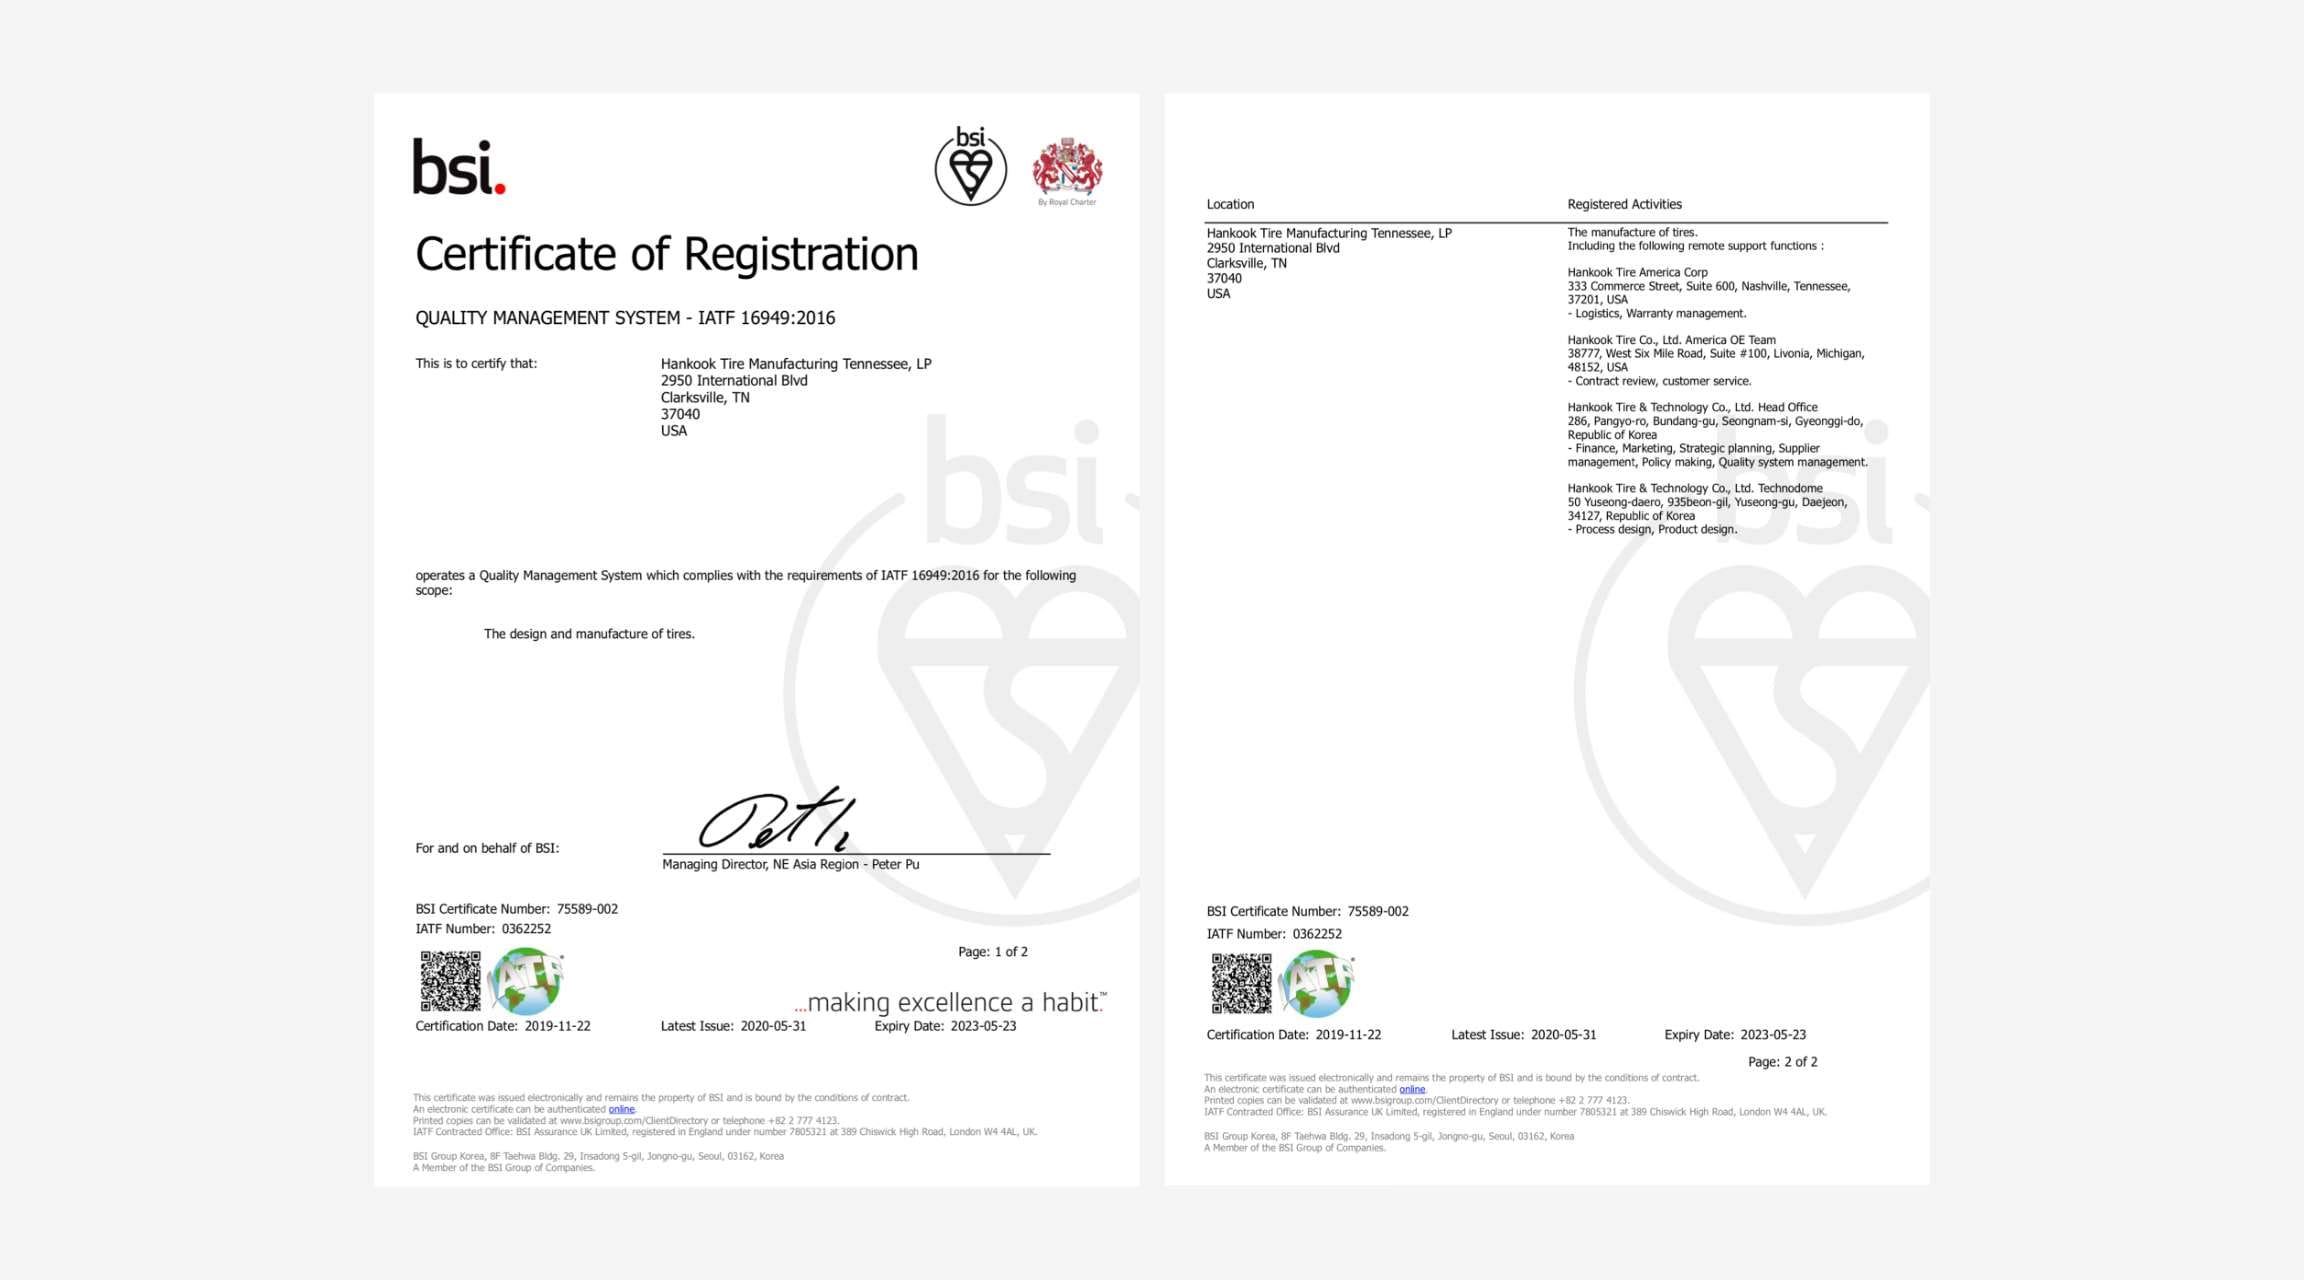 bsi.
bsi
By Royal Charter
Certificate of Registration
QUALITY MANAGEMENT SYSTEM - IATF 16949:2016
This is to certify that:
Hankook Tire Manufacturing Tennessee, LP
2950 International Blvd
Clarksville, TN
37040
USA
bsi
operates a Quality Management System which complies with the requirements of IATF 16949:2016 for the following
scope:
The design and manufacture of tires.
For and on behalf of BSI:
Managing Director, NE Asia Region - Peter Pu
BSI Certificate Number: 75589-002
IATF Number: 0362252
IATF
Page: 1 of 2
...making excellence a habit.™
Certification Date: 2019-11-22
Latest Issue: 2020-05-31
Expiry Date: 2023-05-23
This certificate was issued electronically and remains the property of BSI and is bound by the conditions of contract.
An electronic certificate can be authenticated online.
Printed copies can be validated at www.bsigroup.com/ClientDirectory or telephone +82 2 777 4123.
IATF Contracted Office: BSI Assurance UK Limited, registered in England under number 7805321 at 389 Chiswick High Road, London W4 4AL, UK.
BSI Group Korea, 8F Taehwa Bldg. 29, Insadong 5-gil, Jongno-gu, Seoul, 03162, Korea
A Member of the BSI Group of Companies.
Location
Registered Activities
Hankook Tire Manufacturing Tennessee, LP
2950 International Blvd
Clarksville, TN
37040
USA
The manufacture of tires.
Including the following remote support functions :
Hankook Tire America Corp
333 Commerce Street, Suite 600, Nashville, Tennessee,
37201, USA
- Logistics, Warranty management.
Hankook Tire Co., Ltd. America OE Team
38777, West Six Mile Road, Suite #100, Livonia, Michigan,
48152, USA
- Contract review, customer service.
Hankook Tire & Technology Co., Ltd. Head Office
286, Pangyo-ro, Bundang-gu, Seongnam-si, Gyeonggi-do,
Republic of Korea
- Finance, Marketing, Strategic planning, Supplier
management, Policy making, Quality system management.
Hankook Tire & Technology Co., Ltd. Technodome
50 Yuseong-daero, 935beon-gil, Yuseong-gu, Daejeon,
34127, Republic of Korea
- Process design, Product design.
bsi
BSI Certificate Number: 75589-002
IATF Number: 0362252
IATF
Certification Date: 2019-11-22
Latest Issue: 2020-05-31
Expiry Date: 2023-05-23
Page: 2 of 2
This certificate was issued electronically and remains the property of BSI and is bound by the conditions of contract.
An electronic certificate can be authenticated online.
Printed copies can be validated at www.bsigroup.com/ClientDirectory or telephone +82 2 777 4123.
IATF Contracted Office: BSI Assurance UK Limited, registered in England under number 7805321 at 389 Chiswick High Road, London W4 4AL, UK.
BSI Group Korea, 8F Taehwa Bldg. 29, Insadong 5-gil, Jongno-gu, Seoul, 03162, Korea
A Member of the BSI Group of Companies.